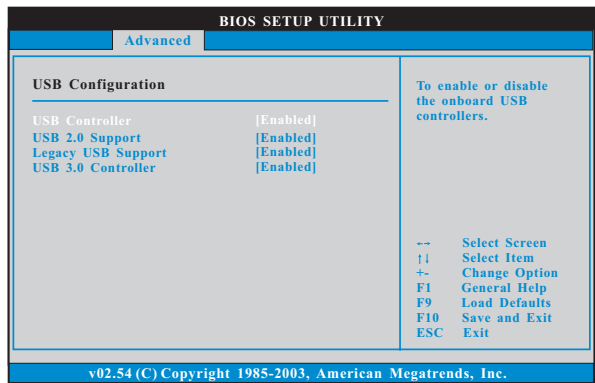 BIOS SETUP UTILITY
Advanced
USB Configuration
USB Controller [Enabled]
USB 2.0 Support [Enabled]
Legacy USB Support [Enabled]
USB 3.0 Controller [Enabled]
To enable or disable
the onboard USB
controllers.
←→ Select Screen
↑↓ Select Item
+- Change Option
F1 General Help
F9 Load Defaults
F10 Save and Exit
ESC Exit
v02.54 (C) Copyright 1985-2003, American Megatrends, Inc.